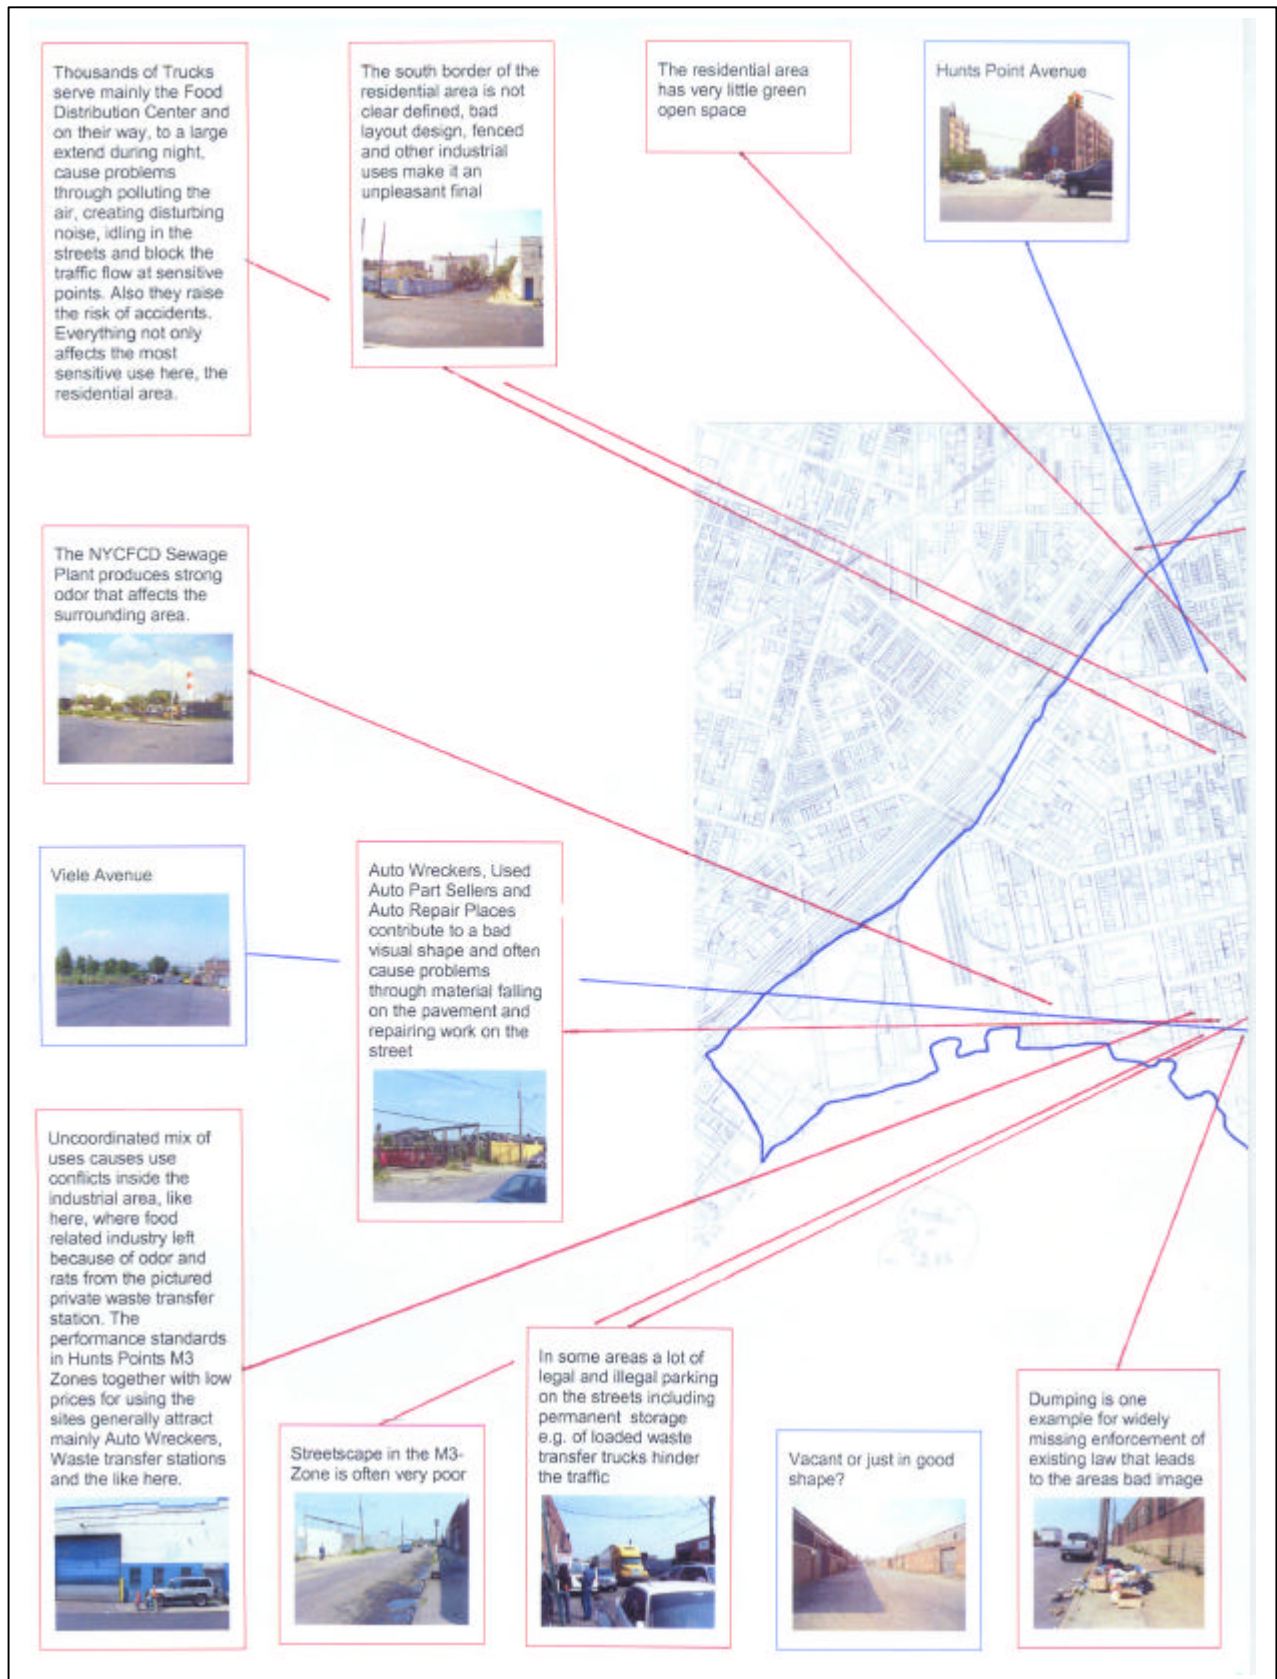 Thousands of Trucks
serve mainly the Food
Distribution Center and
on their way, to a large
extend during night,
cause problems
through polluting the
air, creating disturbing
noise, idling in the
streets and block the
traffic flow at sensitive
points. Also they raise
the risk of accidents.
Everything not only
affects the most
sensitive use here, the
residential area.
The south border of the
residential area is not
clear defined, bad
layout design, fenced
and other industrial
uses make it an
unpleasant final
The residential area
has very little green
open space
Hunts Point Avenue
The NYCFCD Sewage
Plant produces strong
odor that affects the
surrounding area.
Viele Avenue
Auto Wreckers, Used
Auto Part Sellers and
Auto Repair Places
contribute to a bad
visual shape and often
cause problems
through material falling
on the pavement and
repairing work on the
street
Uncoordinated mix of
uses causes use
conflicts inside the
industrial area, like
here, where food
related industry left
because of odor and
rats from the pictured
private waste transfer
station. The
performance standards
in Hunts Points M3
Zones together with low
prices for using the
sites generally attract
mainly Auto Wreckers,
Waste transfer stations
and the like here.
Streetscape in the M3-
Zone is often very poor
In some areas a lot of
legal and illegal parking
on the streets including
permanent storage
e.g. of loaded waste
transfer trucks hinder
the traffic
Vacant or just in good
shape?
Dumping is one
example for widely
missing enforcement of
existing law that leads
to the areas bad image